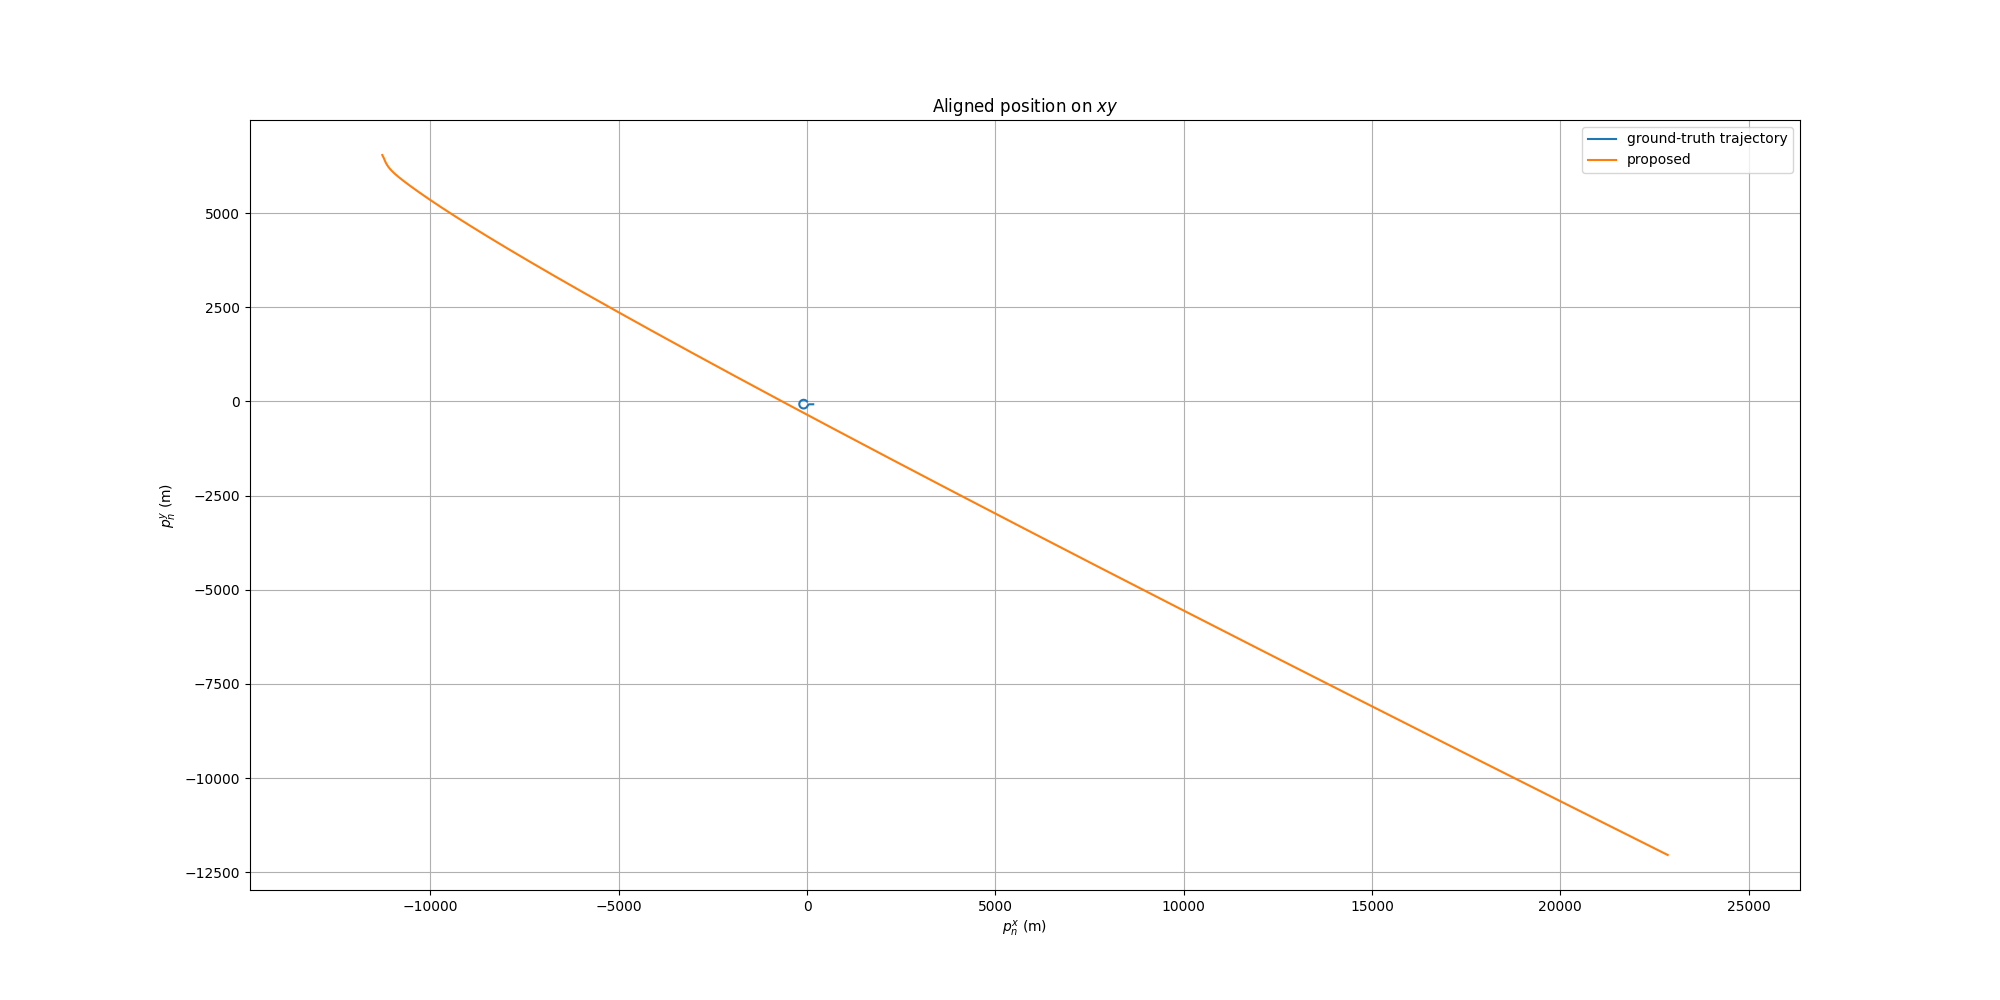 Aligned position on xy
ground-truth trajectory
proposed
5000
2500
0
−2500
−5000
−7500
−10000
−12500
p_n^y (m)
−10000 −5000 0 5000 10000 15000 20000 25000
p_n^x (m)